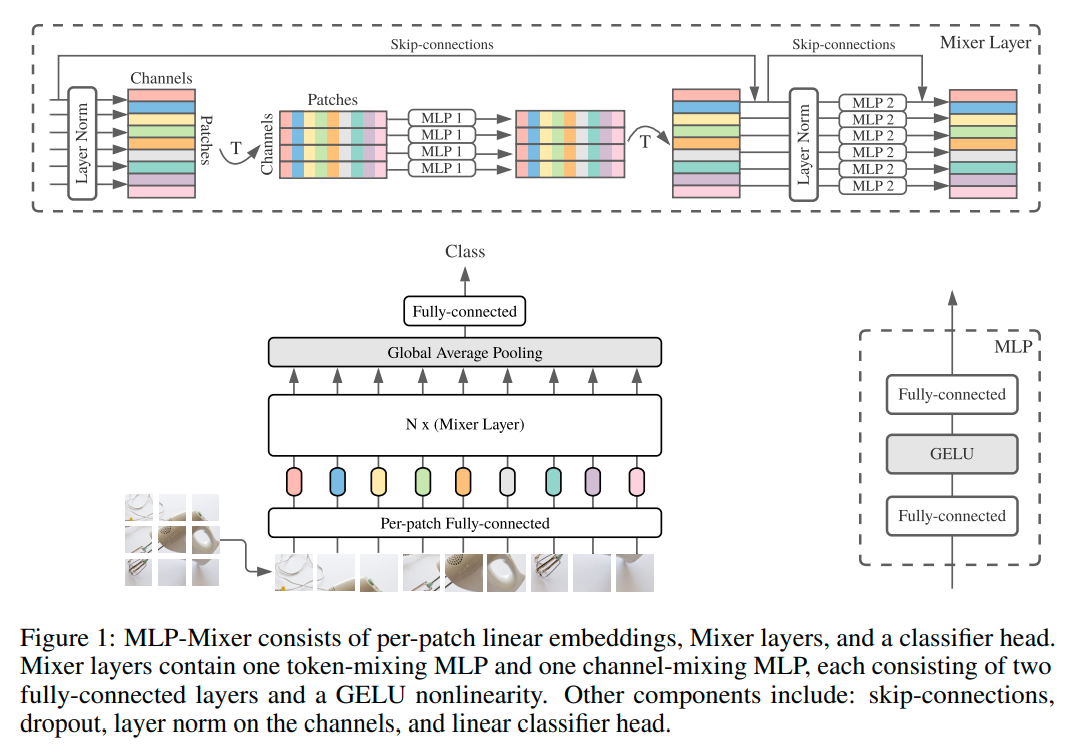 Skip-connections
Skip-connections
Mixer Layer
Channels
Patches
Layer Norm
Patches
T
Channels
MLP 1
MLP 1
MLP 1
MLP 1
T
Layer Norm
MLP 2
MLP 2
MLP 2
MLP 2
MLP 2
MLP 2
Class
Fully-connected
Global Average Pooling
N x (Mixer Layer)
Per-patch Fully-connected
MLP
Fully-connected
GELU
Fully-connected
Figure 1: MLP-Mixer consists of per-patch linear embeddings, Mixer layers, and a classifier head.
Mixer layers contain one token-mixing MLP and one channel-mixing MLP, each consisting of two
fully-connected layers and a GELU nonlinearity. Other components include: skip-connections,
dropout, layer norm on the channels, and linear classifier head.